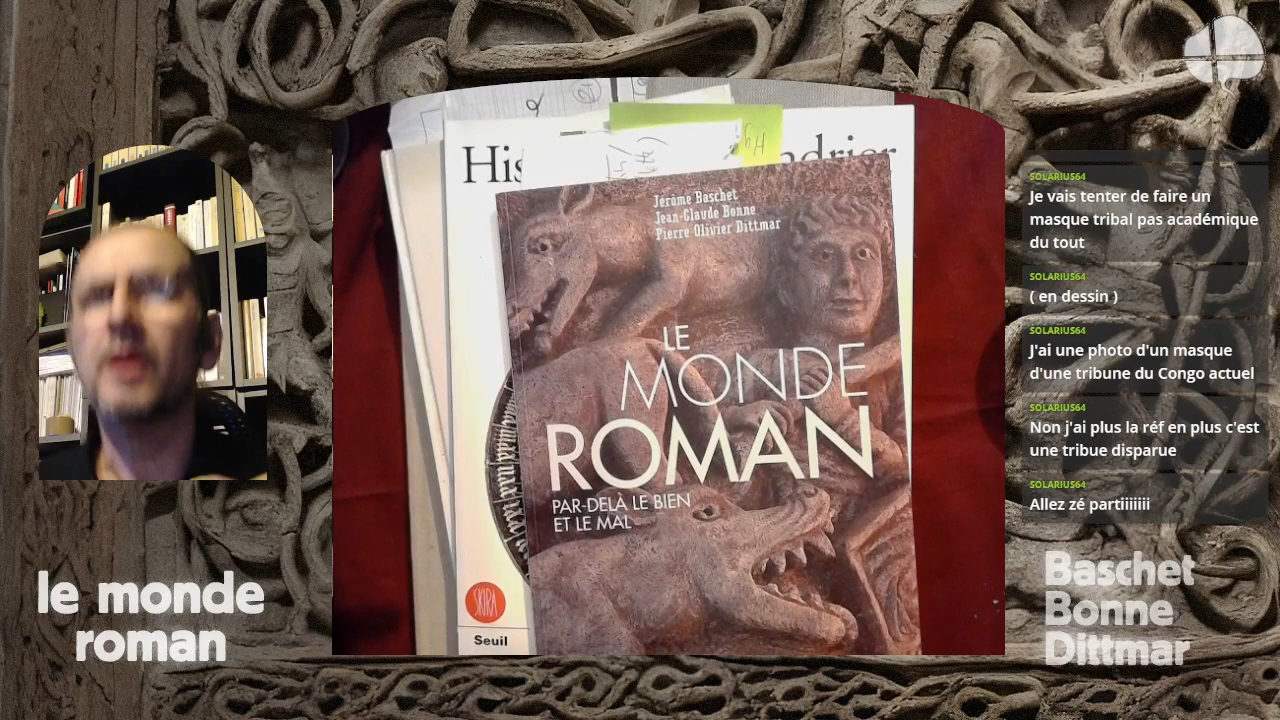 His
ndrier
Jérôme Baschet
Jean-Claude Bonne
Pierre-Olivier Dittmar
LE
MONDE
ROMAN
PAR-DELÀ LE BIEN
ET LE MAL
SKIRA
Seuil
le monde
roman
SOLARIUS64
Je vais tenter de faire un
masque tribal pas académique
du tout
SOLARIUS64
( en dessin )
SOLARIUS64
J'ai une photo d'un masque
d'une tribune du Congo actuel
SOLARIUS64
Non j'ai plus la réf en plus c'est
une tribue disparue
SOLARIUS64
Allez zé partiiiiiii
Baschet
Bonne
Dittmar